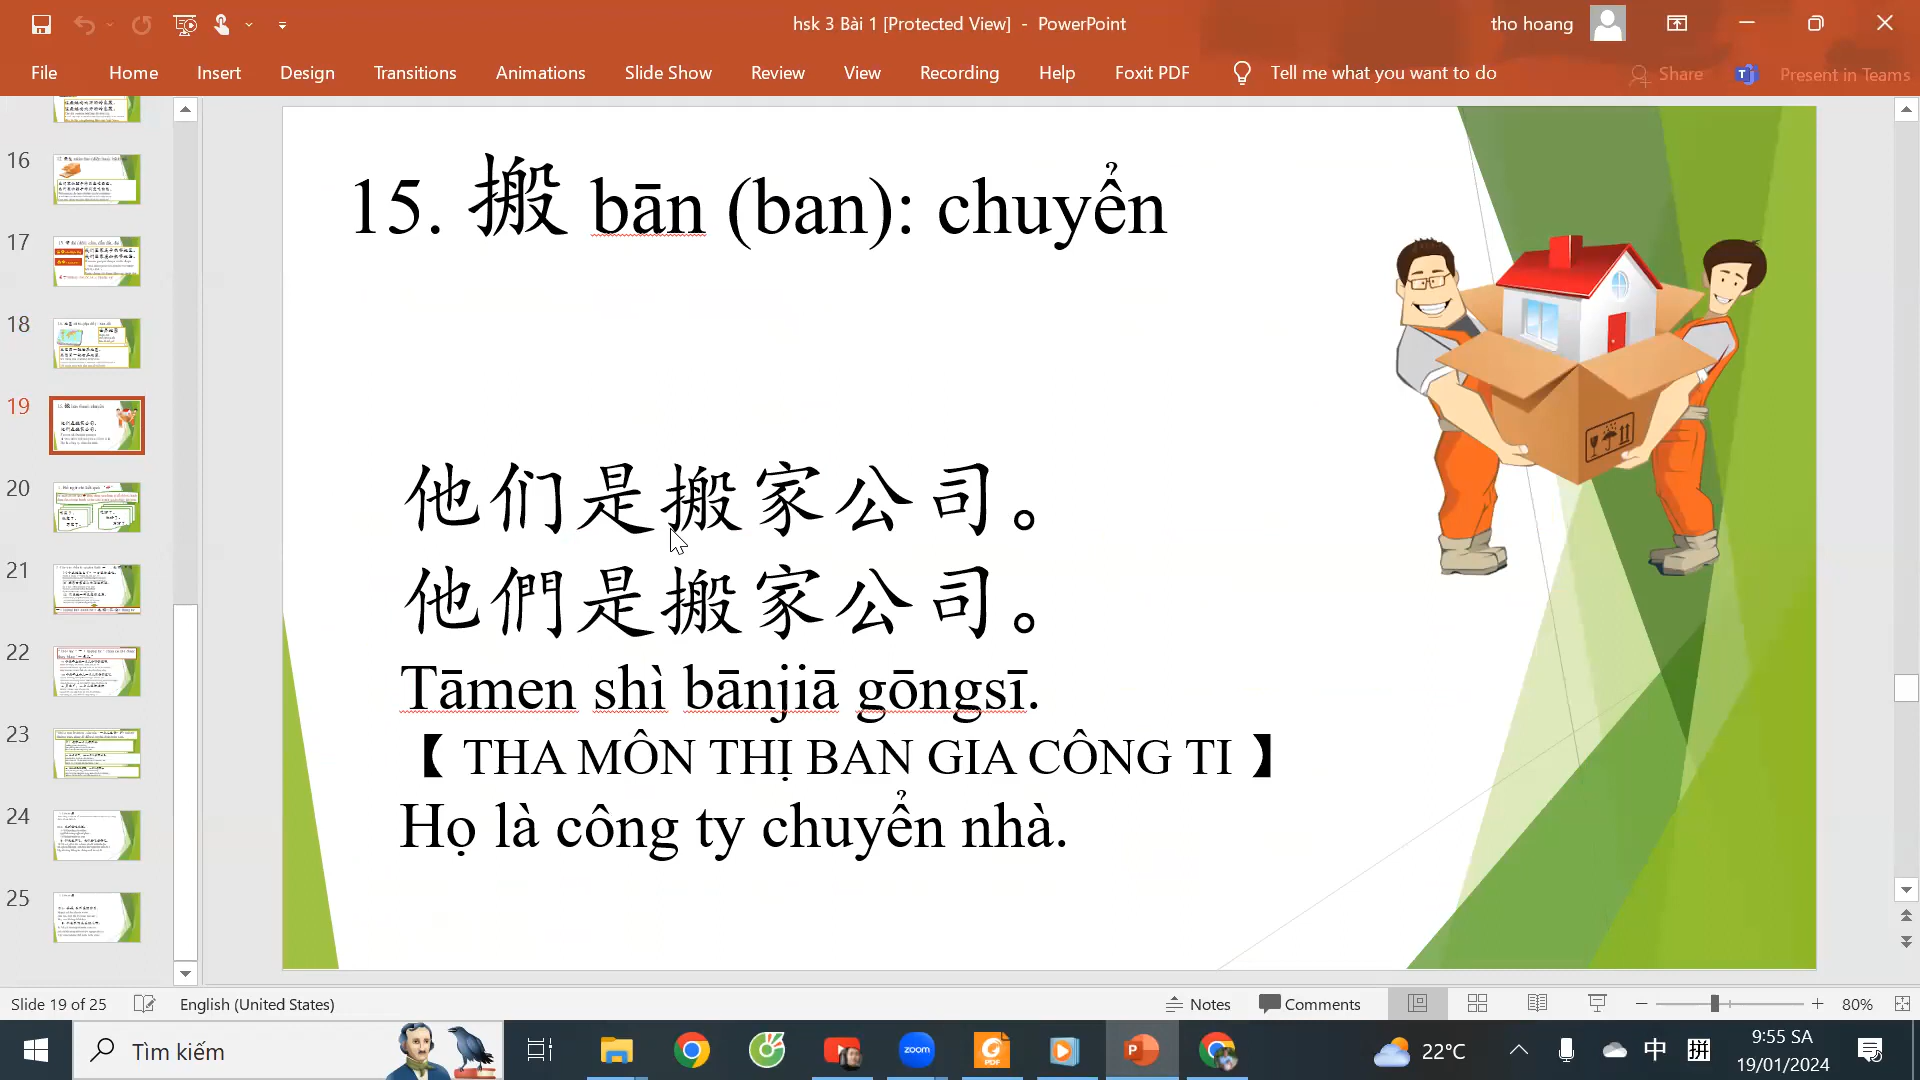 hsk 3 Bài 1 [Protected View] - PowerPoint
tho hoang
File Home Insert Design Transitions Animations Slide Show Review View Recording Help Foxit PDF Tell me what you want to do Share Present in Teams
16
17
18
19
20
21
22
23
24
25
15. 搬 bān (ban): chuyển
他们是搬家公司。
他們是搬家公司。
Tāmen shì bānjiā gōngsī.
【 THA MÔN THỊ BAN GIA CÔNG TI 】
Họ là công ty chuyển nhà.
Slide 19 of 25 English (United States) Notes Comments 80%
Tìm kiếm
zoom
PDF
22°C
中
拼
9:55 SA
19/01/2024